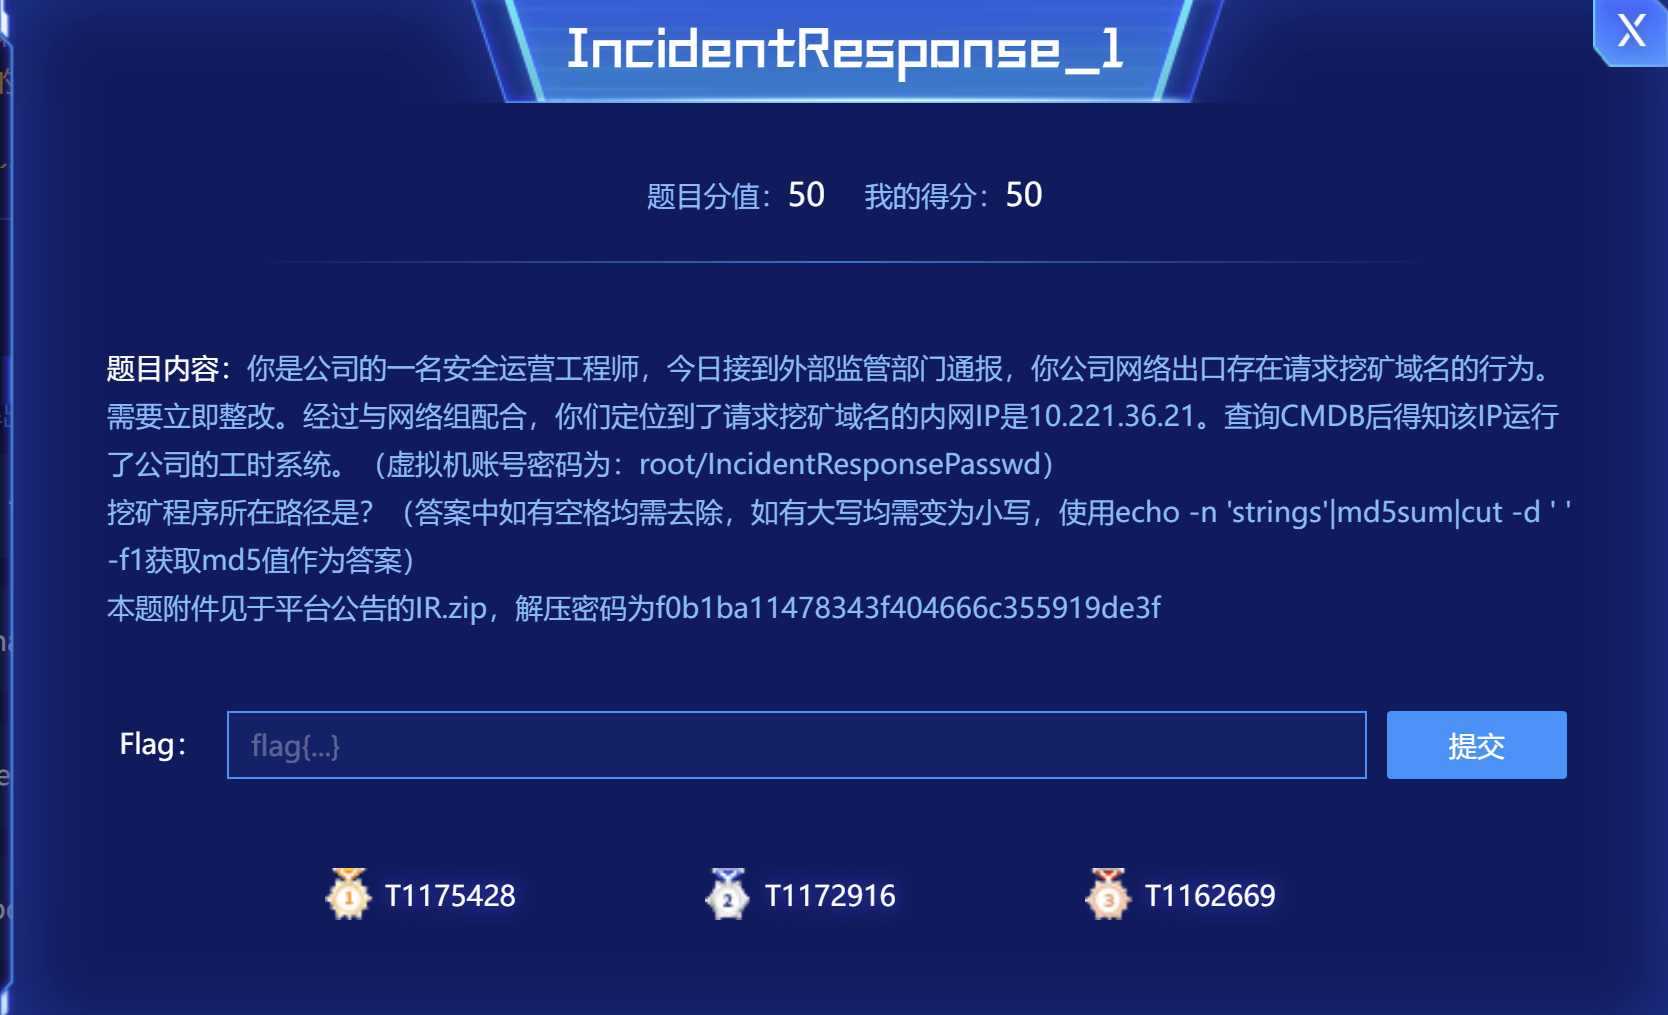 IncidentResponse_1
X
题目分值：50 我的得分：50
题目内容：你是公司的一名安全运营工程师，今日接到外部监管部门通报，你公司网络出口存在请求挖矿域名的行为。
需要立即整改。经过与网络组配合，你们定位到了请求挖矿域名的内网IP是10.221.36.21。查询CMDB后得知该IP运行
了公司的工时系统。（虚拟机账号密码为：root/IncidentResponsePasswd）
挖矿程序所在路径是？（答案中如有空格均需去除，如有大写均需变为小写，使用echo -n 'strings'|md5sum|cut -d ' '
-f1获取md5值作为答案）
本题附件见于平台公告的IR.zip，解压密码为f0b1ba11478343f404666c355919de3f
Flag： flag{...} 提交
1 T1175428 2 T1172916 3 T1162669